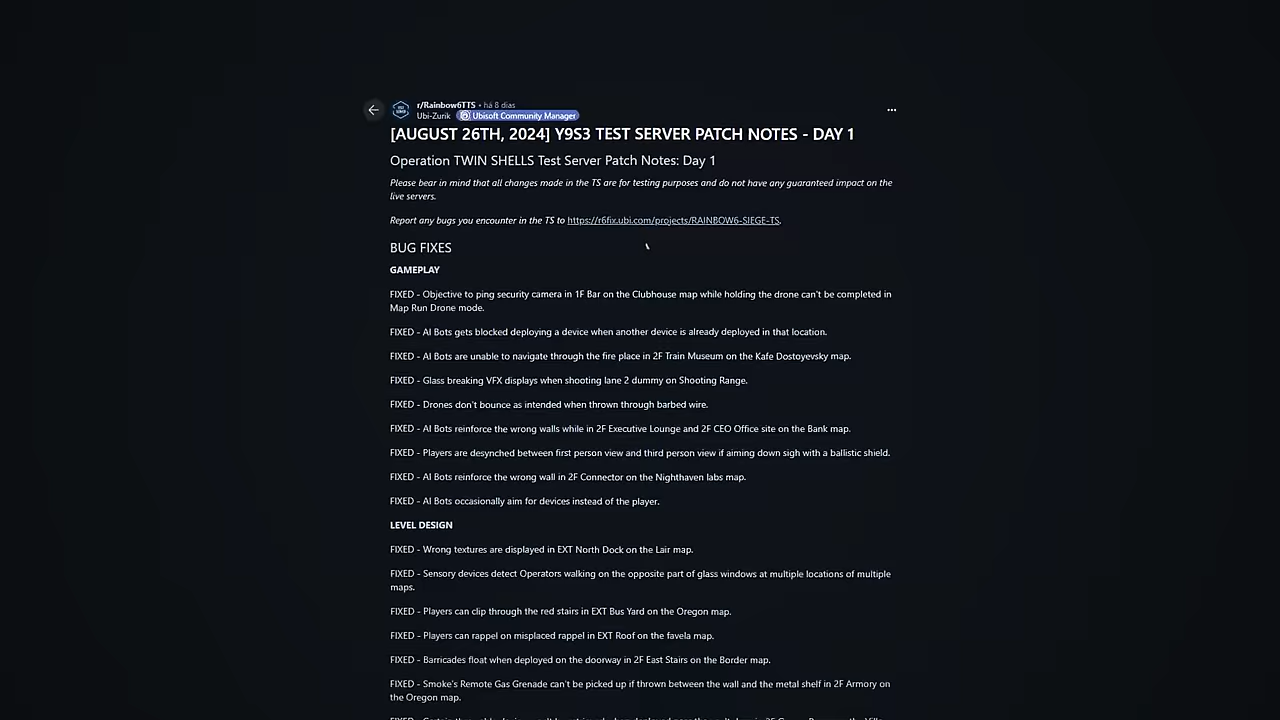 r/Rainbow6TTS • há 8 dias
Ubi-Zurik Ubisoft Community Manager
[AUGUST 26TH, 2024] Y9S3 TEST SERVER PATCH NOTES - DAY 1
Operation TWIN SHELLS Test Server Patch Notes: Day 1
Please bear in mind that all changes made in the TS are for testing purposes and do not have any guaranteed impact on the
live servers.
Report any bugs you encounter in the TS to https://r6fix.ubi.com/projects/RAINBOW6-SIEGE-TS.
BUG FIXES
GAMEPLAY
FIXED - Objective to ping security camera in 1F Bar on the Clubhouse map while holding the drone can't be completed in
Map Run Drone mode.
FIXED - AI Bots gets blocked deploying a device when another device is already deployed in that location.
FIXED - AI Bots are unable to navigate through the fire place in 2F Train Museum on the Kafe Dostoyevsky map.
FIXED - Glass breaking VFX displays when shooting lane 2 dummy on Shooting Range.
FIXED - Drones don't bounce as intended when thrown through barbed wire.
FIXED - AI Bots reinforce the wrong walls while in 2F Executive Lounge and 2F CEO Office site on the Bank map.
FIXED - Players are desynched between first person view and third person view if aiming down sigh with a ballistic shield.
FIXED - AI Bots reinforce the wrong wall in 2F Connector on the Nighthaven labs map.
FIXED - AI Bots occasionally aim for devices instead of the player.
LEVEL DESIGN
FIXED - Wrong textures are displayed in EXT North Dock on the Lair map.
FIXED - Sensory devices detect Operators walking on the opposite part of glass windows at multiple locations of multiple
maps.
FIXED - Players can clip through the red stairs in EXT Bus Yard on the Oregon map.
FIXED - Players can rappel on misplaced rappel in EXT Roof on the favela map.
FIXED - Barricades float when deployed on the doorway in 2F East Stairs on the Border map.
FIXED - Smoke's Remote Gas Grenade can't be picked up if thrown between the wall and the metal shelf in 2F Armory on
the Oregon map.